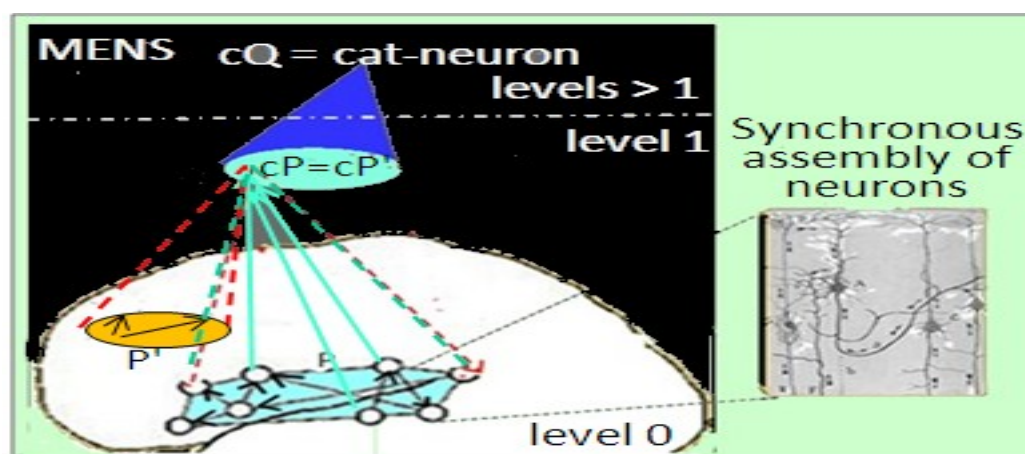 MENS
cQ = cat-neuron
levels > 1
level 1
cP=cP'
Synchronous
assembly of
neurons
P'
P
level 0